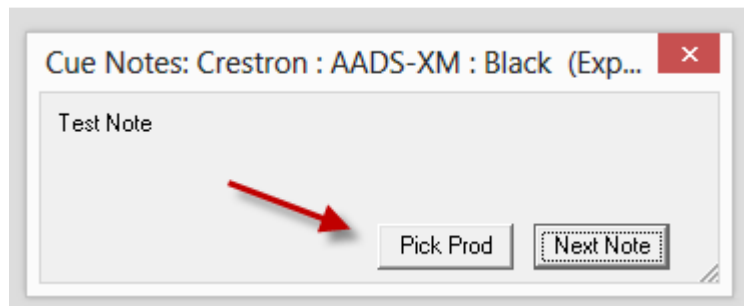 Cue Notes: Crestron : AADS-XM : Black (Exp...
Test Note
Pick Prod Next Note